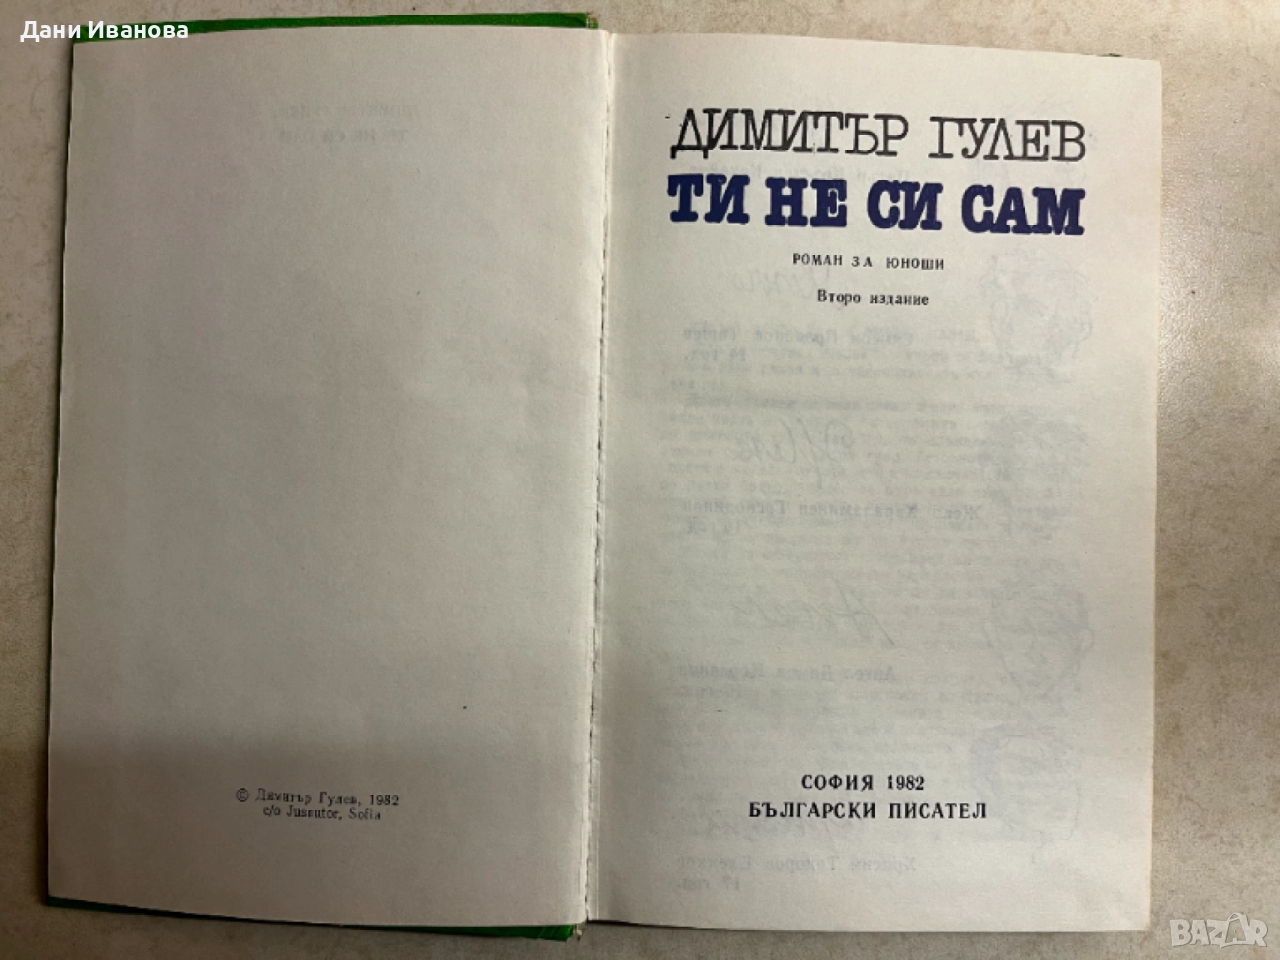 Дани Иванова
© Димитър Гулев, 1982
c/o Jusautor, Sofia
ДИМИТЪР ГУЛЕВ
ТИ НЕ СИ САМ
РОМАН ЗА ЮНОШИ
Второ издание
СОФИЯ 1982
БЪЛГАРСКИ ПИСАТЕЛ
BAZAR